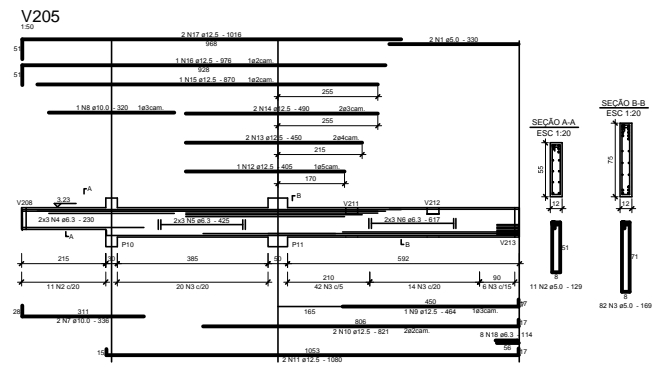 V205
1:50
2 N17 ø12.5 - 1016
51
968
2 N1 ø5.0 - 330
1 N16 ø12.5 - 976 1ø2cam.
51
928
1 N15 ø12.5 - 870 1ø2cam.
255
1 N8 ø10.0 - 320 1ø3cam.
2 N14 ø12.5 - 490 2ø3cam.
255
2 N13 ø12.5 - 450 2ø4cam.
215
1 N12 ø12.5 - 405 1ø5cam.
170
SEÇÃO A-A
ESC 1:20
55
12
SEÇÃO B-B
ESC 1:20
75
12
V208
3,23
A
B
V211
V212
2x3 N4 ø6.3 - 230
2x3 N5 ø6.3 - 425
2x3 N6 ø6.3 - 617
A
P10
P11
B
V213
215
30
385
50
592
210
90
11 N2 c/20
20 N3 c/20
42 N3 c/5
14 N3 c/20
6 N3 c/15
51
8
11 N2 ø5.0 - 129
71
8
82 N3 ø5.0 - 169
28
311
2 N7 ø10.0 - 336
165
450
1 N9 ø12.5 - 464 1ø3cam.
806
2 N10 ø12.5 - 821 2ø2cam.
17
8 N18 ø6.3 - 114
56
15
1053
2 N11 ø12.5 - 1080
17